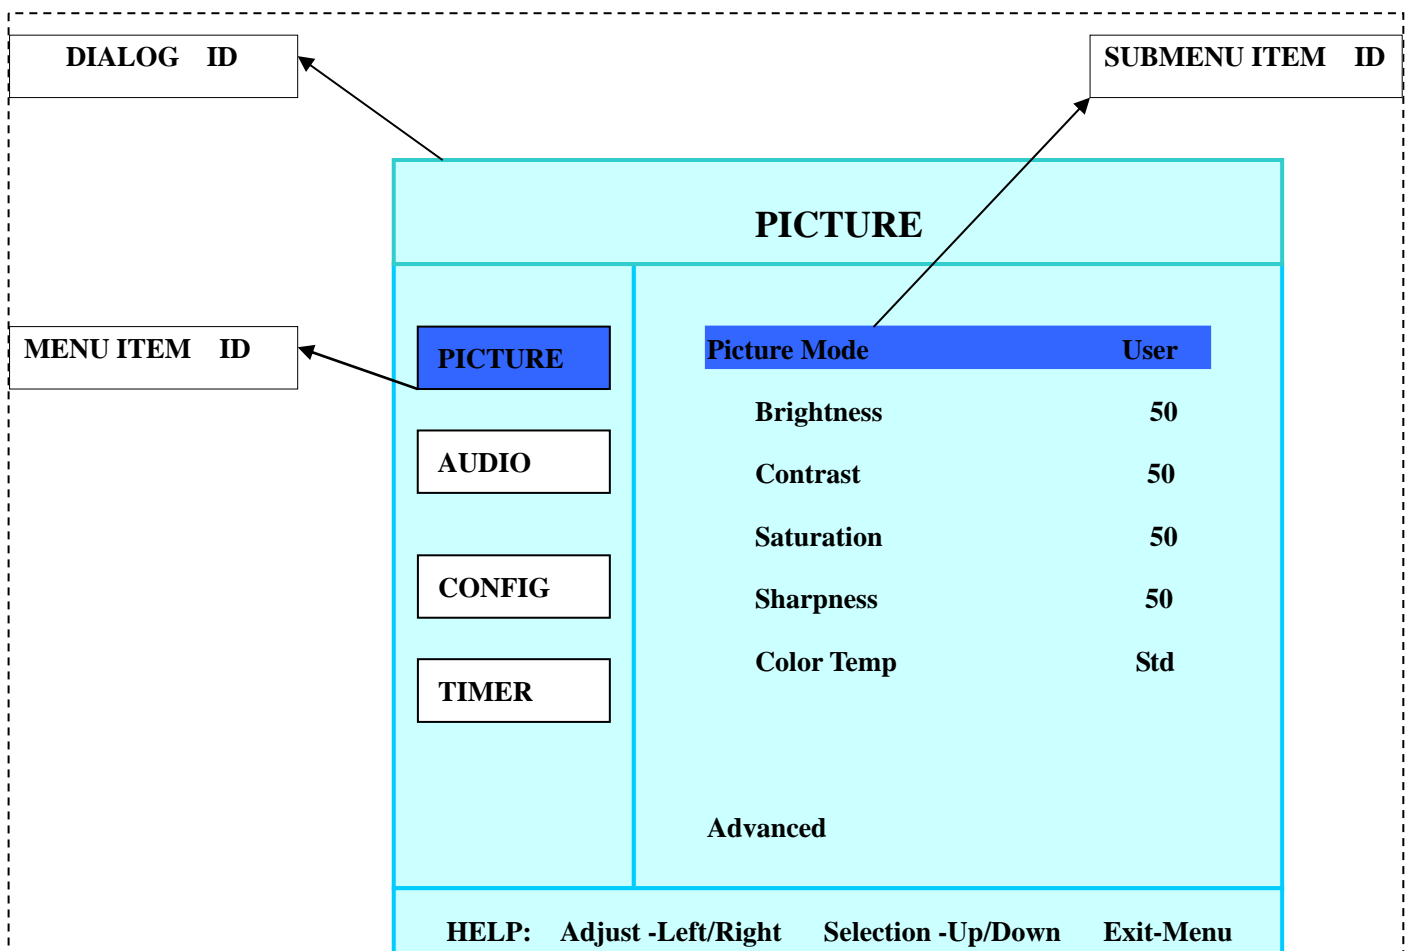 DIALOG ID
SUBMENU ITEM ID
PICTURE
MENU ITEM ID
PICTURE
AUDIO
CONFIG
TIMER
Picture Mode User
Brightness 50
Contrast 50
Saturation 50
Sharpness 50
Color Temp Std
Advanced
HELP: Adjust -Left/Right Selection -Up/Down Exit-Menu